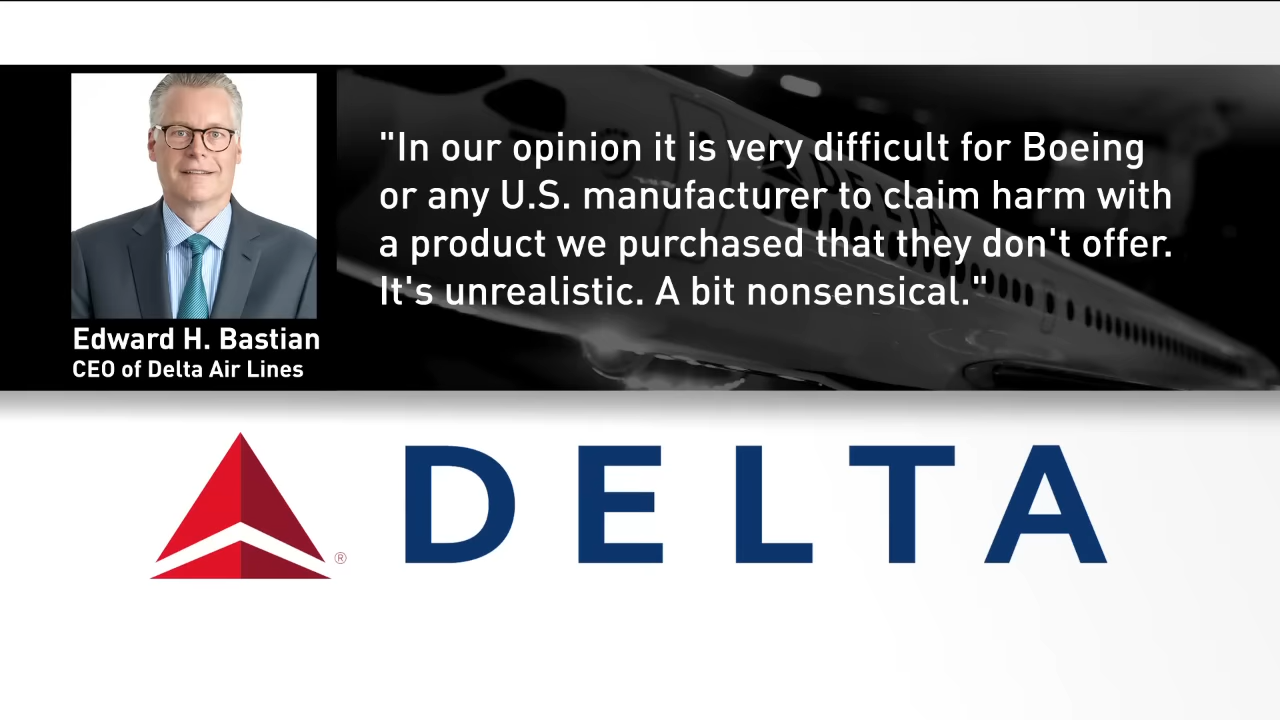 "In our opinion it is very difficult for Boeing
or any U.S. manufacturer to claim harm with
a product we purchased that they don't offer.
It's unrealistic. A bit nonsensical."
Edward H. Bastian
CEO of Delta Air Lines
DELTA
®